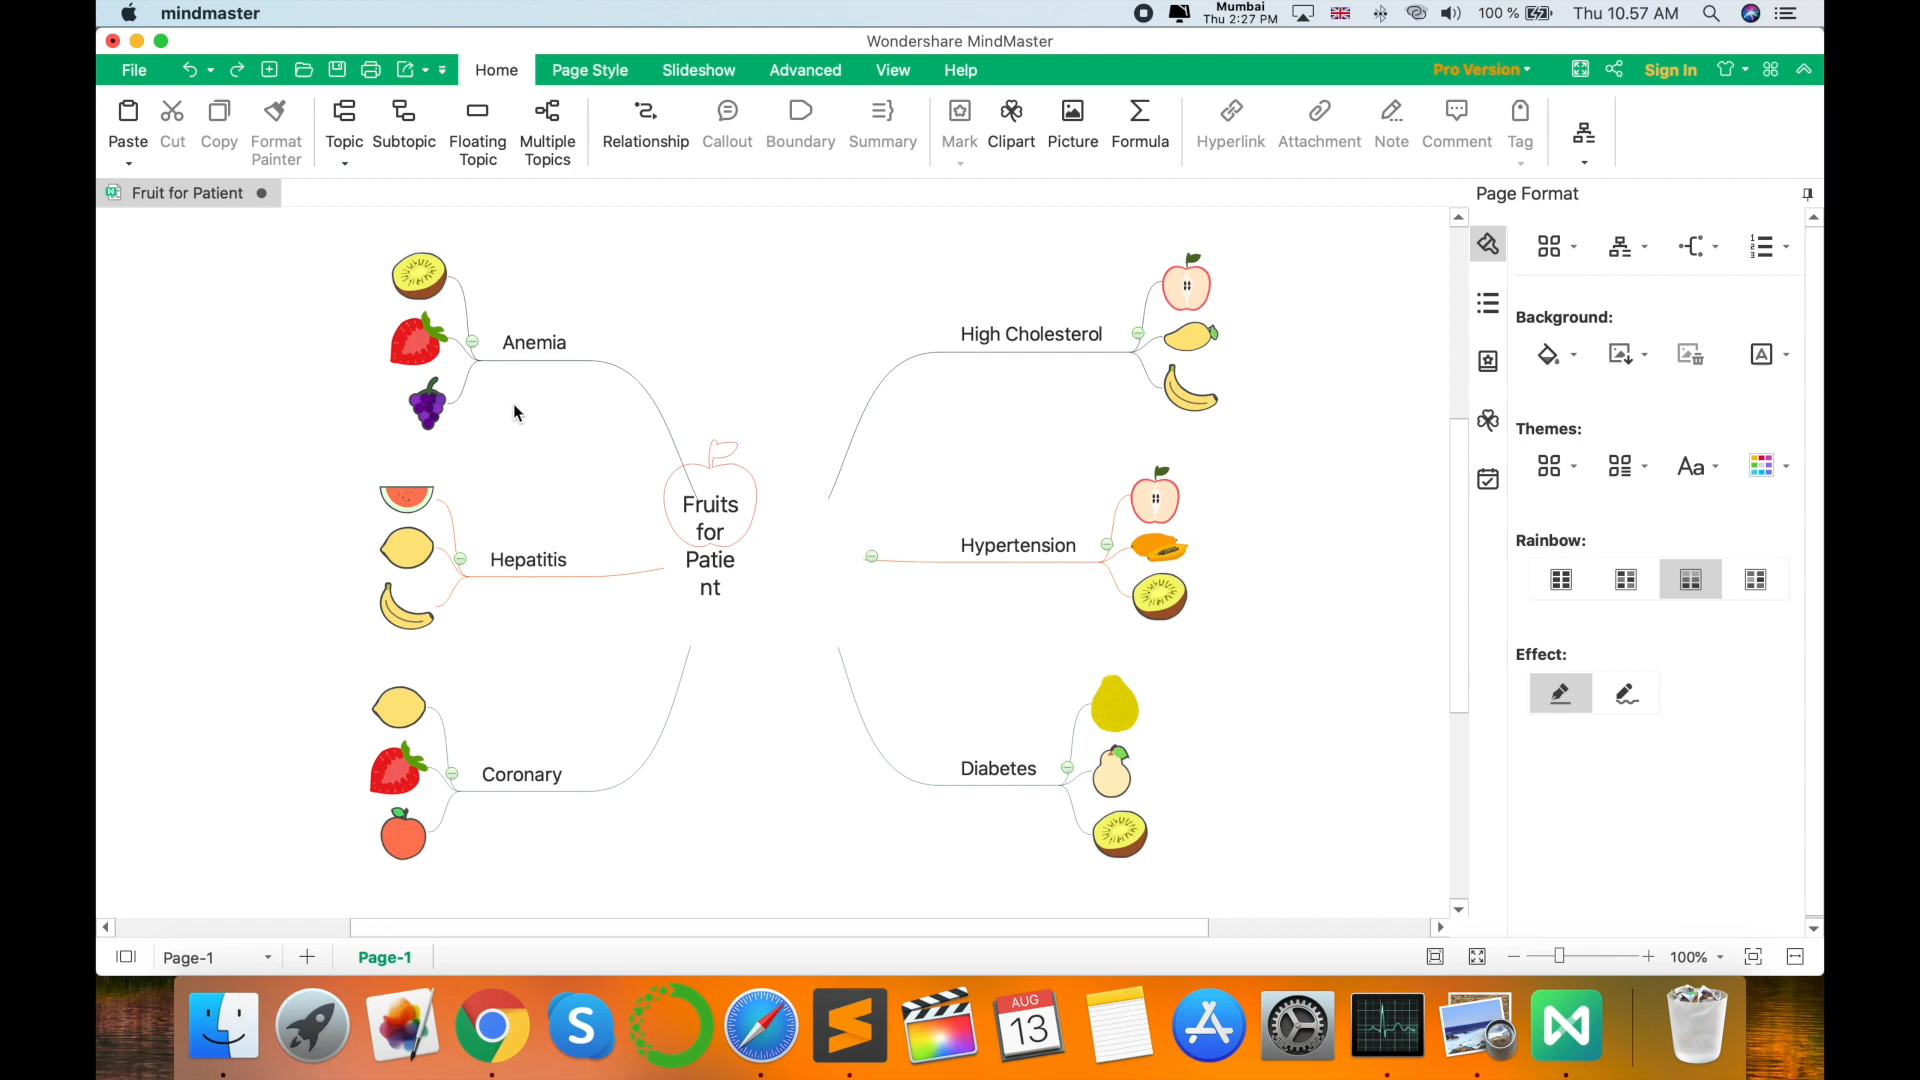 mindmaster
Mumbai
Thu 2:27 PM
100 %
Thu 10.57 AM
Wondershare MindMaster
File
Home
Page Style
Slideshow
Advanced
View
Help
Pro Version
Sign In
Paste
Cut
Copy
Format
Painter
Topic
Subtopic
Floating
Topic
Multiple
Topics
Relationship
Callout
Boundary
Summary
Mark
Clipart
Picture
Formula
Hyperlink
Attachment
Note
Comment
Tag
Fruit for Patient
Page Format
Anemia
High Cholesterol
Background:
Themes:
Aa
Fruits
for
Patie
nt
Hepatitis
Hypertension
Rainbow:
Effect:
Coronary
Diabetes
Page-1
Page-1
100%
S
AUG
13